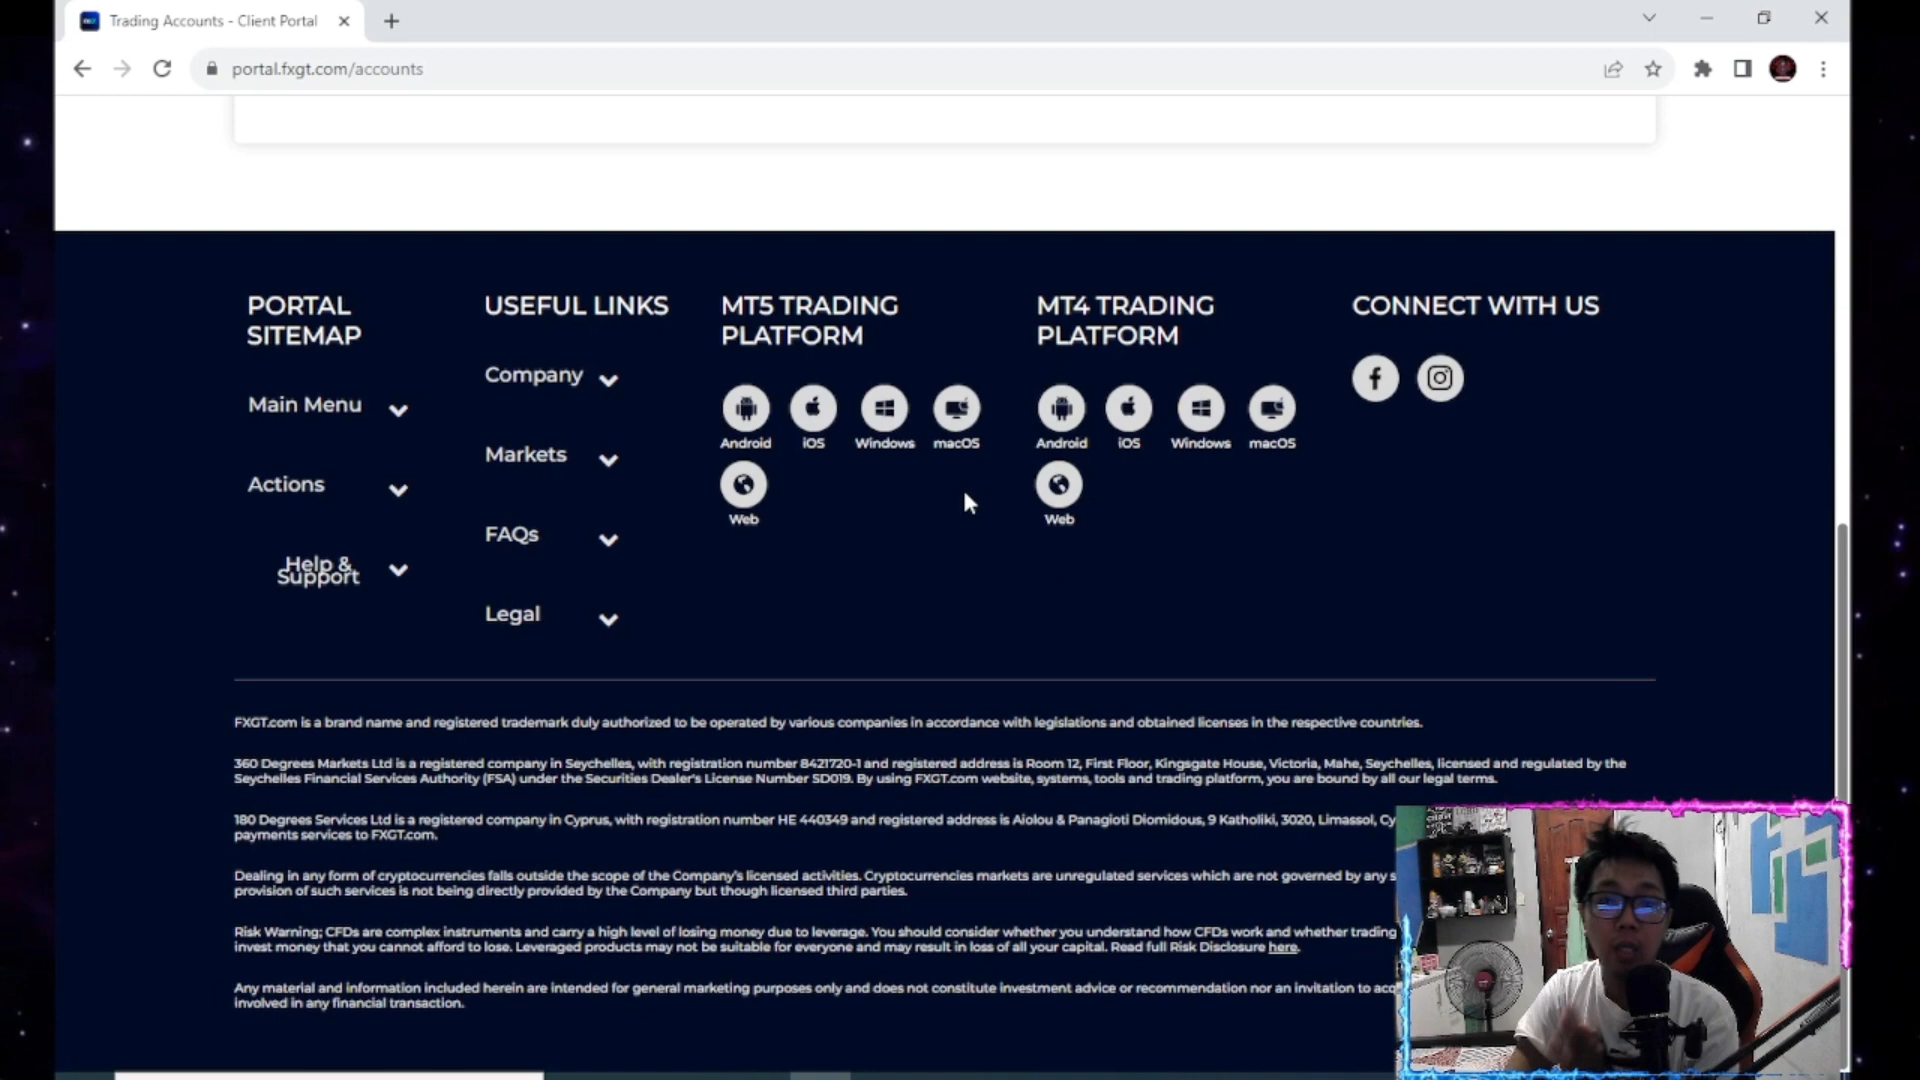 Trading Accounts - Client Portal
portal.fxgt.com/accounts
PORTAL
SITEMAP
Main Menu
Actions
Help &
Support
USEFUL LINKS
Company
Markets
FAQs
Legal
MT5 TRADING
PLATFORM
Android
iOS
Windows
macOS
Web
MT4 TRADING
PLATFORM
Android
iOS
Windows
macOS
Web
CONNECT WITH US
FXGT.com is a brand name and registered trademark duly authorized to be operated by various companies in accordance with legislations and obtained licenses in the respective countries.
360 Degrees Markets Ltd is a registered company in Seychelles, with registration number 8421720-1 and registered address is Room 12, First Floor, Kingsgate House, Victoria, Mahe, Seychelles, licensed and regulated by the
Seychelles Financial Services Authority (FSA) under the Securities Dealer's License Number SD019. By using FXGT.com website, systems, tools and trading platform, you are bound by all our legal terms.
180 Degrees Services Ltd is a registered company in Cyprus, with registration number HE 440349 and registered address is Aiolou & Panagioti Diomidous, 9 Katholiki, 3020, Limassol, Cy
payments services to FXGT.com.
Dealing in any form of cryptocurrencies falls outside the scope of the Company's licensed activities. Cryptocurrencies markets are unregulated services which are not governed by any s
provision of such services is not being directly provided by the Company but though licensed third parties.
Risk Warning; CFDs are complex instruments and carry a high level of losing money due to leverage. You should consider whether you understand how CFDs work and whether trading
invest money that you cannot afford to lose. Leveraged products may not be suitable for everyone and may result in loss of all your capital. Read full Risk Disclosure here.
Any material and information included herein are intended for general marketing purposes only and does not constitute investment advice or recommendation nor an invitation to acq
involved in any financial transaction.